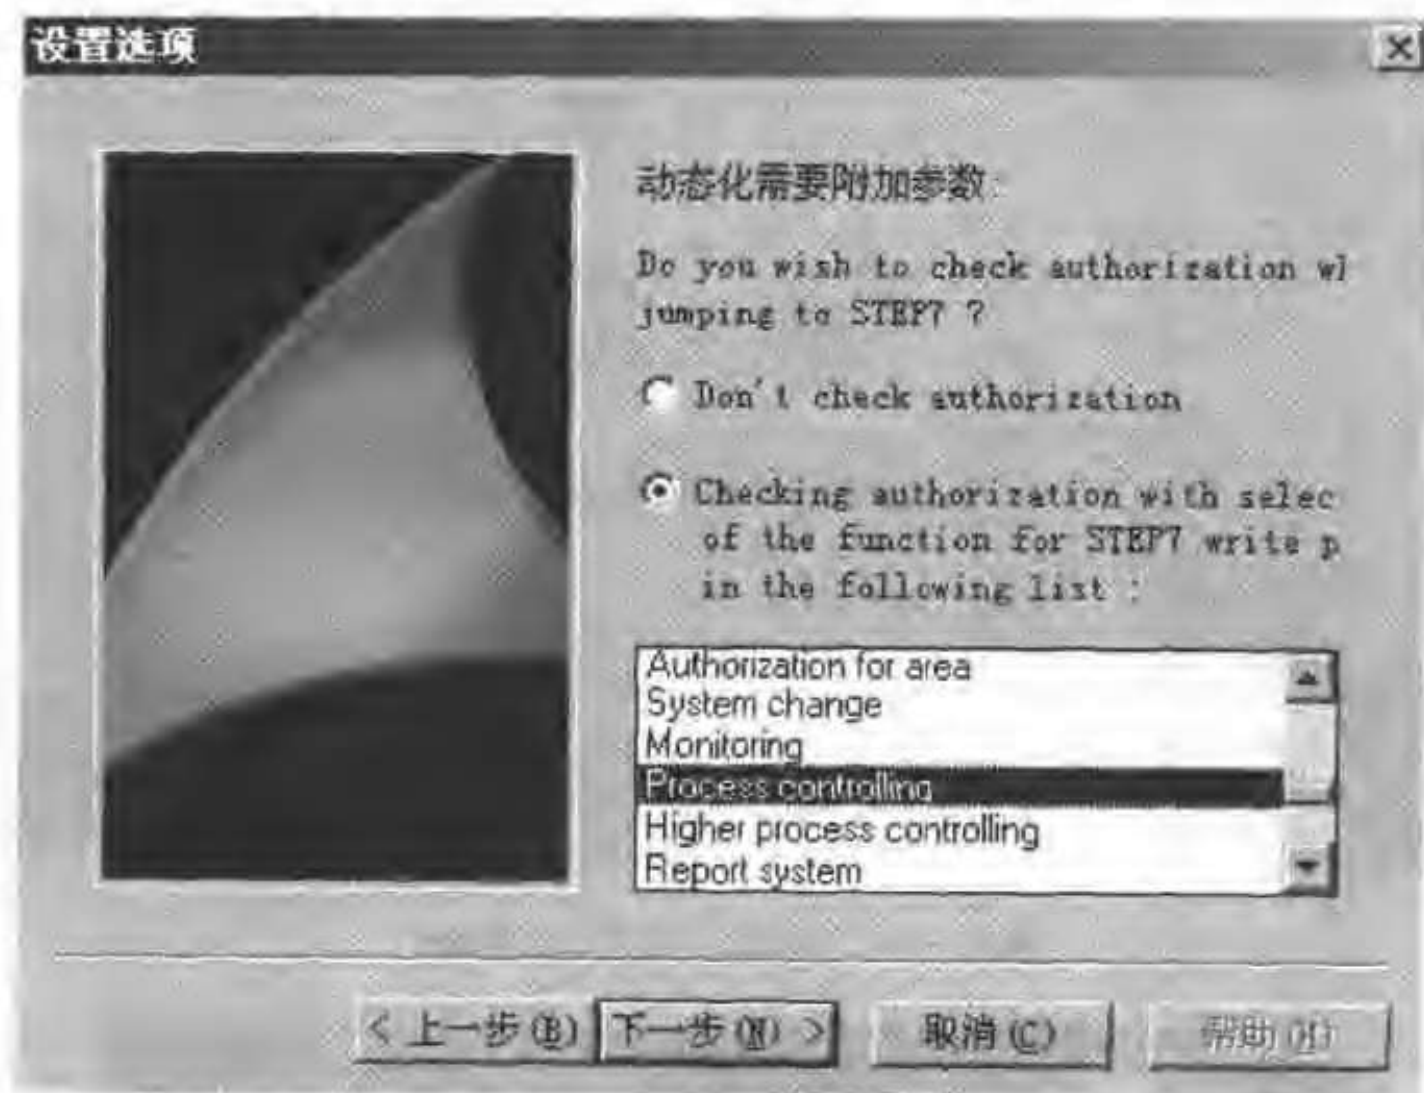 设置选项
动态化需要附加参数:
Do you wish to check authorization wl
jumping to STEP7 ?
Don't check authorization
Checking authorization with selec
of the function for STEP7 write p
in the following list :
Authorization for area
System change
Monitoring
Process controlling
Higher process controlling
Report system
< 上一步(B)
下一步(N) >
取消(C)
帮助(H)